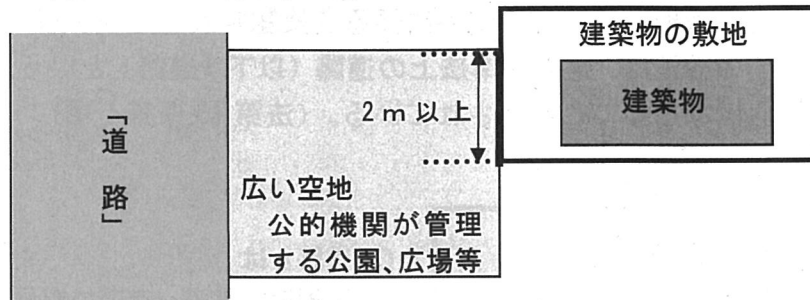 建築物の敷地
建築物
2m以上
「道路」
広い空地
公的機関が管理
する公園、広場等